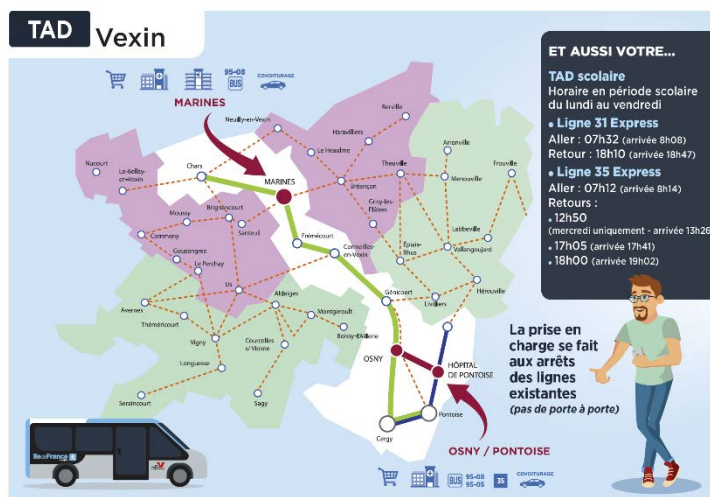 TAD Vexin
95-08
BUS
COVOITURAGE
MARINES
ET AUSSI VOTRE...
TAD scolaire
Horaire en période scolaire
du lundi au vendredi
• Ligne 31 Express
Aller : 07h32 (arrivée 8h08)
Retour : 18h10 (arrivée 18h47)
• Ligne 35 Express
Aller : 07h12 (arrivée 8h14)
Retours :
• 12h50
(mercredi uniquement - arrivée 13h26
• 17h05 (arrivée 17h41)
• 18h00 (arrivée 19h02)
Neuilly-en-Vexin
Berville
Haravilliers
Arronville
Le Heaulme
Theuville
Frouville
Nucourt
Le-Bellay-
en-Vexin
Chars
MARINES
Bréançon
Menouville
Grisy-les-
Plâtres
Brignancourt
Moussy
Santeuil
Labbeville
Commeny
Frémécourt
Cormeilles-
en-Vexin
Épiais-
Rhus
Vallangoujard
Gouzangrez
Le Perchay
Us
Ableiges
Génicourt
Livilliers
Hérouville
Avernes
Théméricourt
Montgeroult
Vigny
Courcelles
s/ Viosne
Boissy-l'Aillerie
Longuesse
OSNY
HÔPITAL
DE PONTOISE
Seraincourt
Sagy
Pontoise
Cergy
OSNY / PONTOISE
La prise en
charge se fait
aux arrêts
des lignes
existantes
(pas de porte à porte)
BUS
95-08
95-05
35
COVOITURAGE
îledeFrance